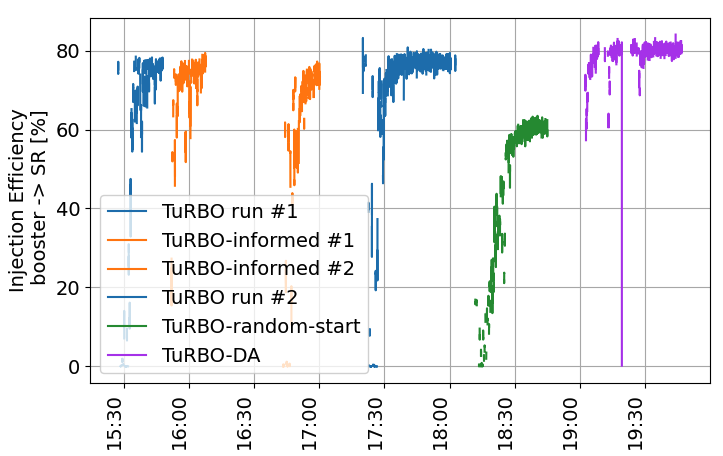 Injection Efficiency
booster -> SR [%]
80
60
40
20
0
TuRBO run #1
TuRBO-informed #1
TuRBO-informed #2
TuRBO run #2
TuRBO-random-start
TuRBO-DA
15:30
16:00
16:30
17:00
17:30
18:00
18:30
19:00
19:30